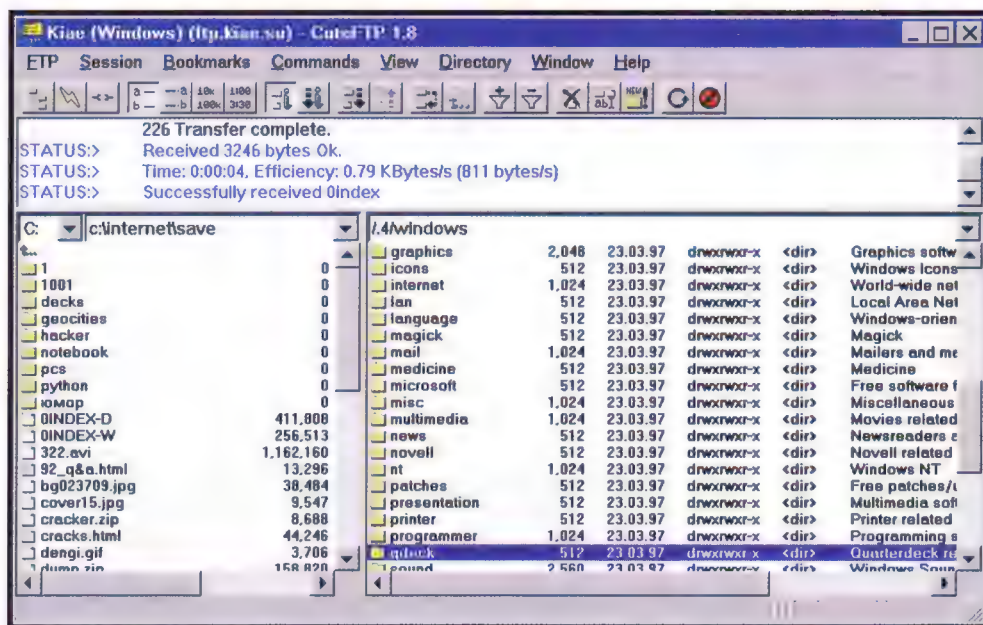 Kiae (Windows) (ftp.kiae.su) - CuteFTP 1.8
FTP Session Bookmarks Commands View Directory Window Help
226 Transfer complete.
STATUS:> Received 3246 bytes Ok.
STATUS:> Time: 0:00:04, Efficiency: 0.79 KBytes/s (811 bytes/s)
STATUS:> Successfully received 0index
C: c:\internet\save
/.4/windows
1 0
1001 0
decks 0
geocities 0
hacker 0
notebook 0
pcs 0
python 0
юмор 0
0INDEX-D 411,808
0INDEX-W 256,513
322.avi 1,162,160
92_q&a.html 13,296
bg023709.jpg 38,484
cover15.jpg 9,547
cracker.zip 8,688
cracks.html 44,246
dengi.gif 3,706
dump.zip 158,820
graphics 2,048 23.03.97 drwxrwxr-x <dir> Graphics softw
icons 512 23.03.97 drwxrwxr-x <dir> Windows Icons
internet 1,024 23.03.97 drwxrwxr-x <dir> World-wide net
lan 512 23.03.97 drwxrwxr-x <dir> Local Area Net
language 512 23.03.97 drwxrwxr-x <dir> Windows-orien
magick 512 23.03.97 drwxrwxr-x <dir> Magick
mail 1,024 23.03.97 drwxrwxr-x <dir> Mailers and me
medicine 512 23.03.97 drwxrwxr-x <dir> Medicine
microsoft 512 23.03.97 drwxrwxr-x <dir> Free software f
misc 1,024 23.03.97 drwxrwxr-x <dir> Miscellaneous
multimedia 1,024 23.03.97 drwxrwxr-x <dir> Movies related
news 512 23.03.97 drwxrwxr-x <dir> Newsreaders a
novell 512 23.03.97 drwxrwxr-x <dir> Novell related
nt 1,024 23.03.97 drwxrwxr-x <dir> Windows NT
patches 512 23.03.97 drwxrwxr-x <dir> Free patches/u
presentation 512 23.03.97 drwxrwxr-x <dir> Multimedia soft
printer 512 23.03.97 drwxrwxr-x <dir> Printer related
programmer 1,024 23.03.97 drwxrwxr-x <dir> Programming s
qdeck 512 23.03.97 drwxrwxr-x <dir> Quarterdeck re
sound 2,560 23.03.97 drwxrwxr-x <dir> Windows Soun